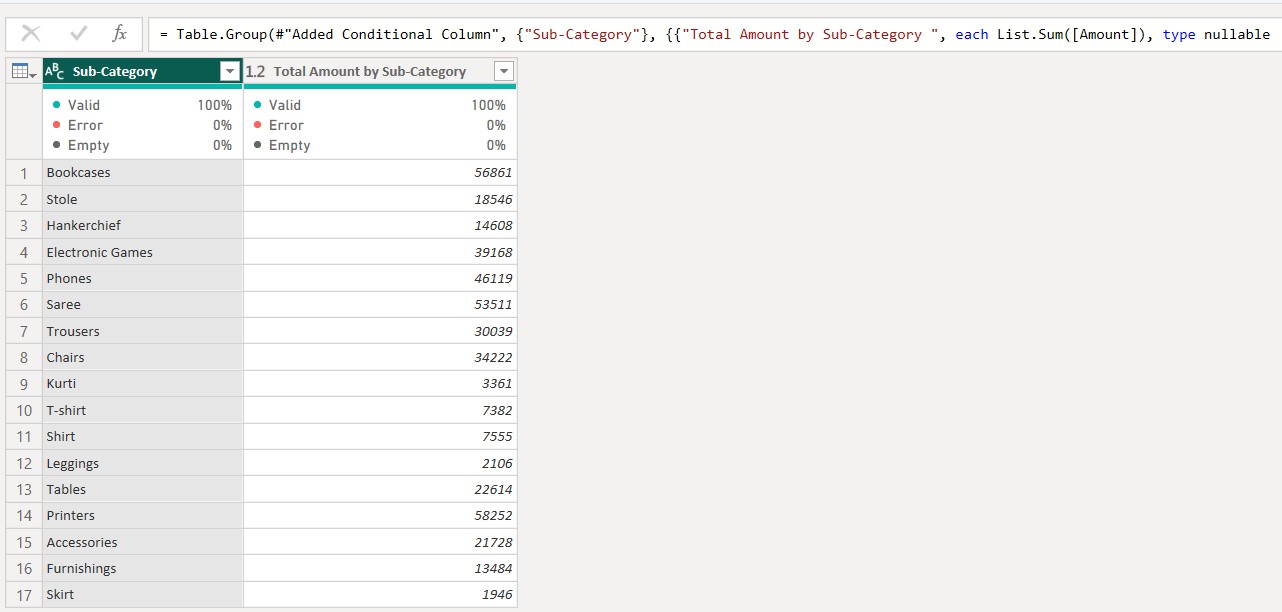 fx = Table.Group(#"Added Conditional Column", {"Sub-Category"}, {{"Total Amount by Sub-Category ", each List.Sum([Amount]), type nullable
ABC Sub-Category 1.2 Total Amount by Sub-Category
Valid 100% Valid 100%
Error 0% Error 0%
Empty 0% Empty 0%
1 Bookcases 56861
2 Stole 18546
3 Hankerchief 14608
4 Electronic Games 39168
5 Phones 46119
6 Saree 53511
7 Trousers 30039
8 Chairs 34222
9 Kurti 3361
10 T-shirt 7382
11 Shirt 7555
12 Leggings 2106
13 Tables 22614
14 Printers 58252
15 Accessories 21728
16 Furnishings 13484
17 Skirt 1946